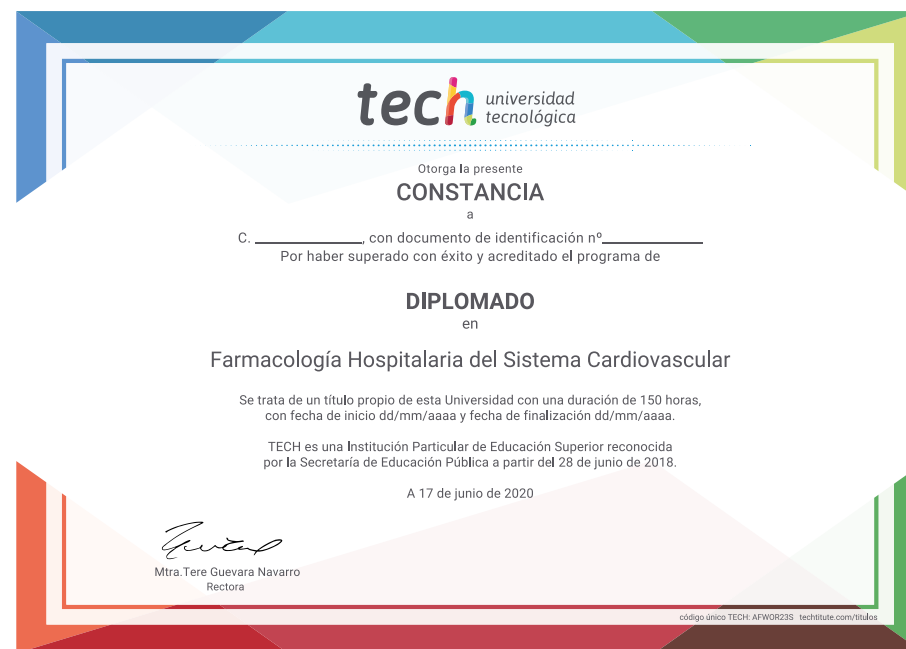 tech universidad
tecnológica
Otorga la presente
CONSTANCIA
a
C. ______________, con documento de identificación nº_____________
Por haber superado con éxito y acreditado el programa de
DIPLOMADO
en
Farmacología Hospitalaria del Sistema Cardiovascular
Se trata de un título propio de esta Universidad con una duración de 150 horas,
con fecha de inicio dd/mm/aaaa y fecha de finalización dd/mm/aaaa.
TECH es una Institución Particular de Educación Superior reconocida
por la Secretaría de Educación Pública a partir del 28 de junio de 2018.
A 17 de junio de 2020
Mtra.Tere Guevara Navarro
Rectora
código único TECH: AFWOR23S techtitute.com/titulos